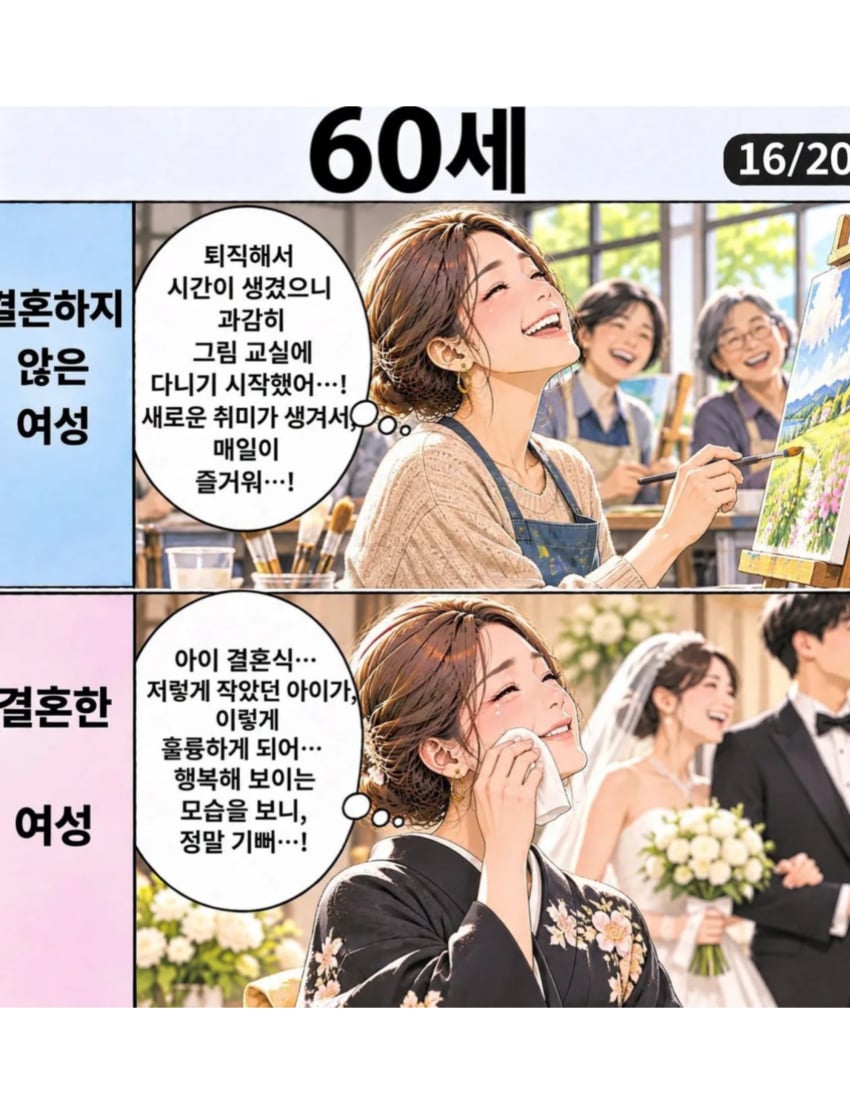 60세
16/20
결혼하지
않은
여성
퇴직해서
시간이 생겼으니
과감히
그림 교실에
다니기 시작했어…!
새로운 취미가 생겨서,
매일이
즐거워…!
결혼한
여성
아이 결혼식…
저렇게 작았던 아이가,
이렇게
훌륭하게 되어…
행복해 보이는
모습을 보니,
정말 기뻐…!